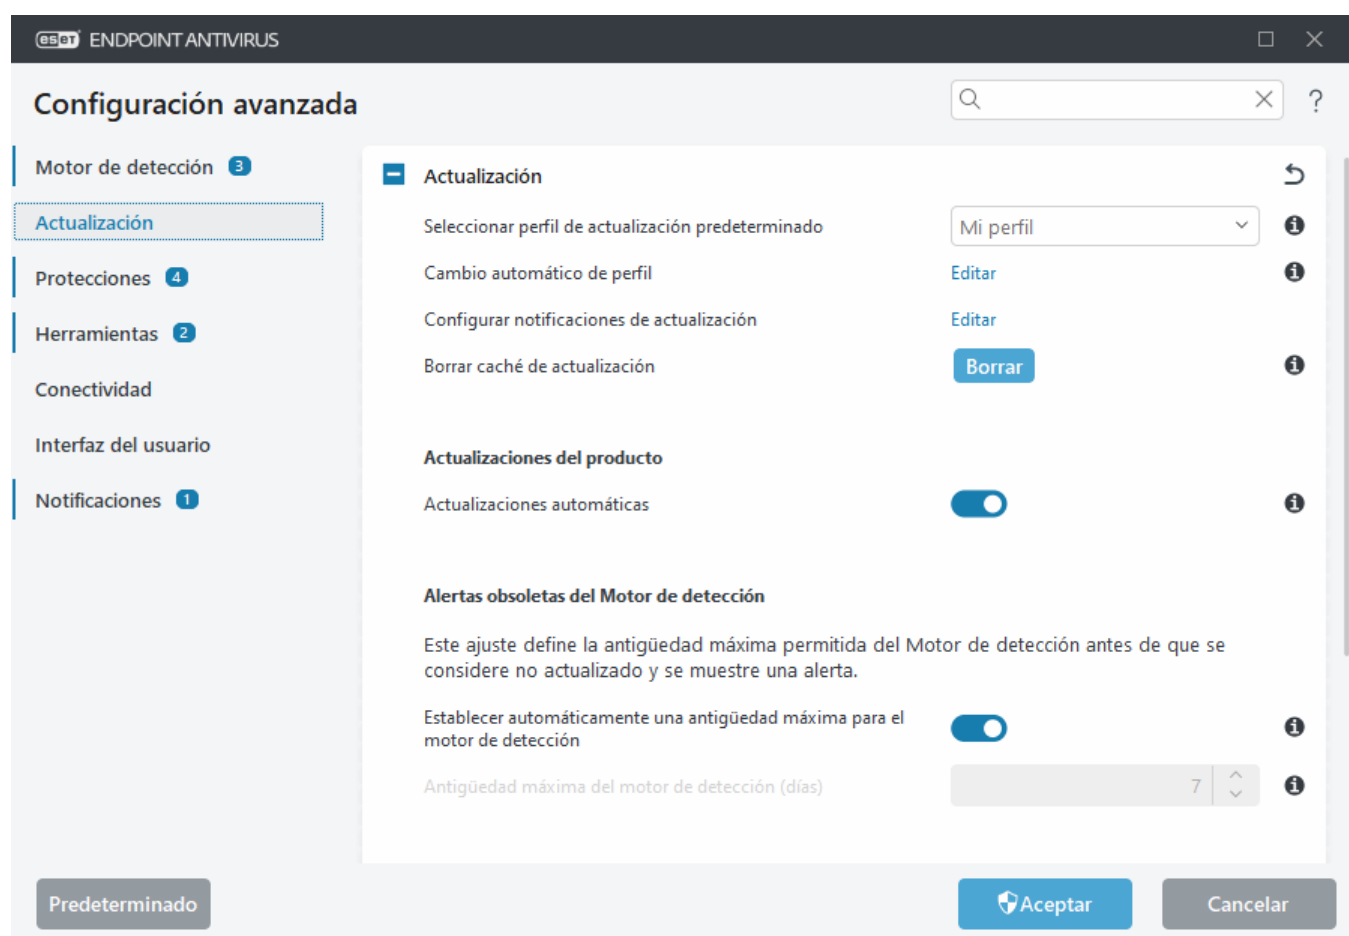 eset ENDPOINT ANTIVIRUS
Configuración avanzada
?
Motor de detección 3
Actualización
Protecciones 4
Herramientas 2
Conectividad
Interfaz del usuario
Notificaciones 1
Actualización
Seleccionar perfil de actualización predeterminado Mi perfil
Cambio automático de perfil Editar
Configurar notificaciones de actualización Editar
Borrar caché de actualización Borrar
Actualizaciones del producto
Actualizaciones automáticas
Alertas obsoletas del Motor de detección
Este ajuste define la antigüedad máxima permitida del Motor de detección antes de que se
considere no actualizado y se muestre una alerta.
Establecer automáticamente una antigüedad máxima para el
motor de detección
Antigüedad máxima del motor de detección (días) 7
Predeterminado Aceptar Cancelar